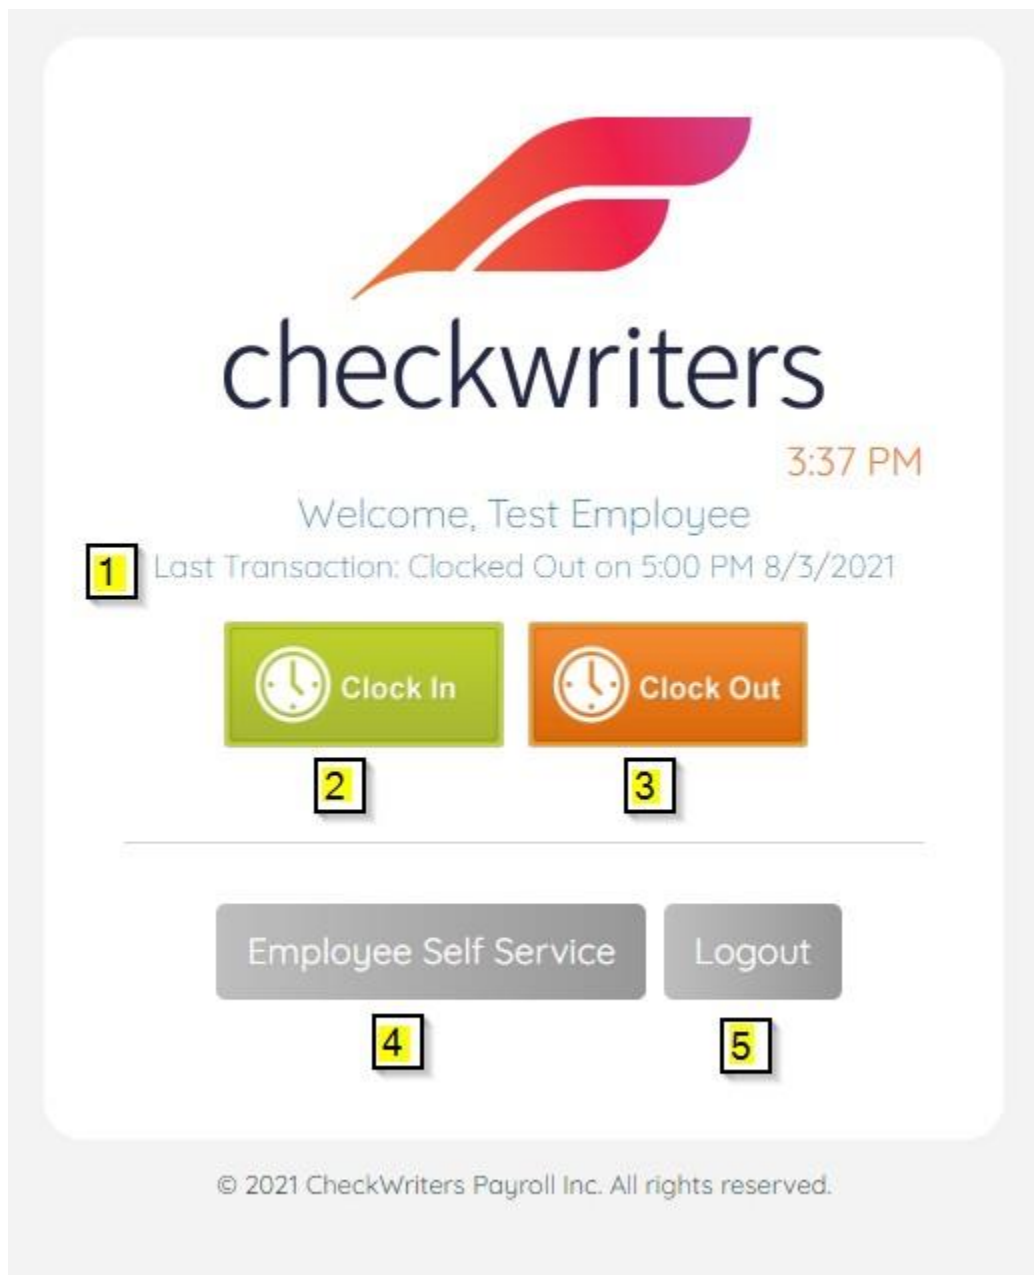 checkwriters
3:37 PM
Welcome, Test Employee
1 Last Transaction: Clocked Out on 5:00 PM 8/3/2021
Clock In Clock Out
2 3
Employee Self Service Logout
4 5
© 2021 CheckWriters Payroll Inc. All rights reserved.